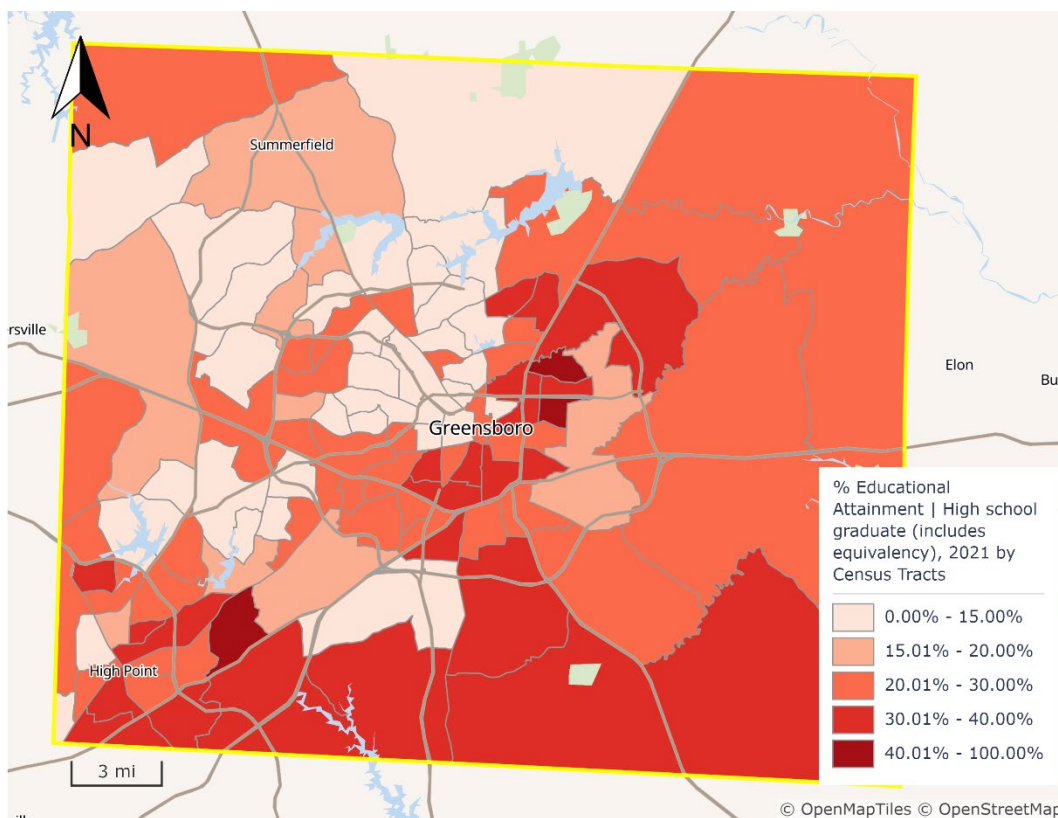 N
Summerfield
ersville
Elon
Bu
Greensboro
High Point
3 mi
% Educational
Attainment | High school
graduate (includes
equivalency), 2021 by
Census Tracts
0.00% - 15.00%
15.01% - 20.00%
20.01% - 30.00%
30.01% - 40.00%
40.01% - 100.00%
© OpenMapTiles © OpenStreetMap